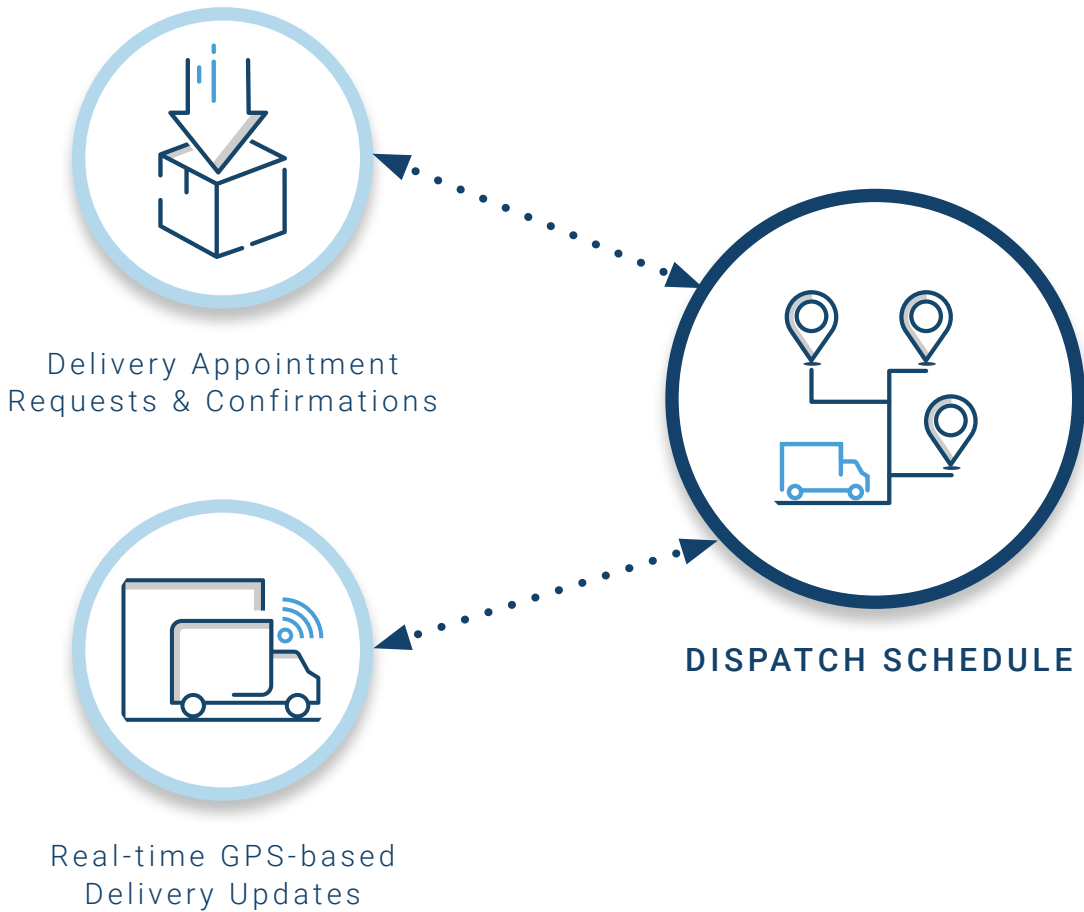 Delivery Appointment
Requests & Confirmations
DISPATCH SCHEDULE
Real-time GPS-based
Delivery Updates